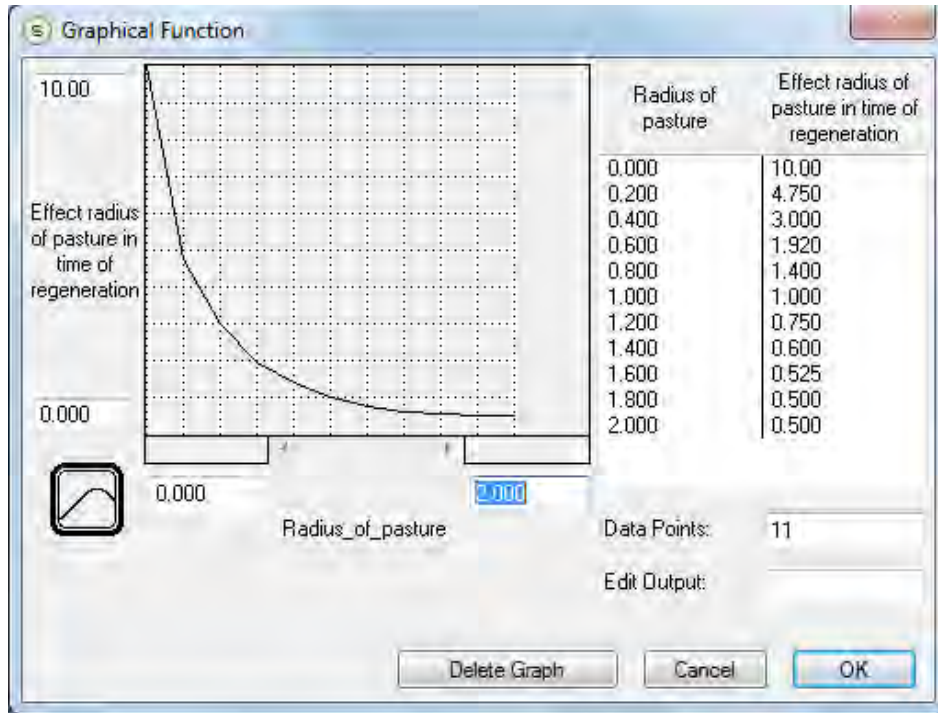 S Graphical Function
10.00
Effect radius
of pasture in
time of
regeneration
0.000
0.000
2.000
Radius_of_pasture
Radius of
pasture
Effect radius of
pasture in time of
regeneration
0.000 10.00
0.200 4.750
0.400 3.000
0.600 1.920
0.800 1.400
1.000 1.000
1.200 0.750
1.400 0.600
1.600 0.525
1.800 0.500
2.000 0.500
Data Points: 11
Edit Output:
Delete Graph Cancel OK